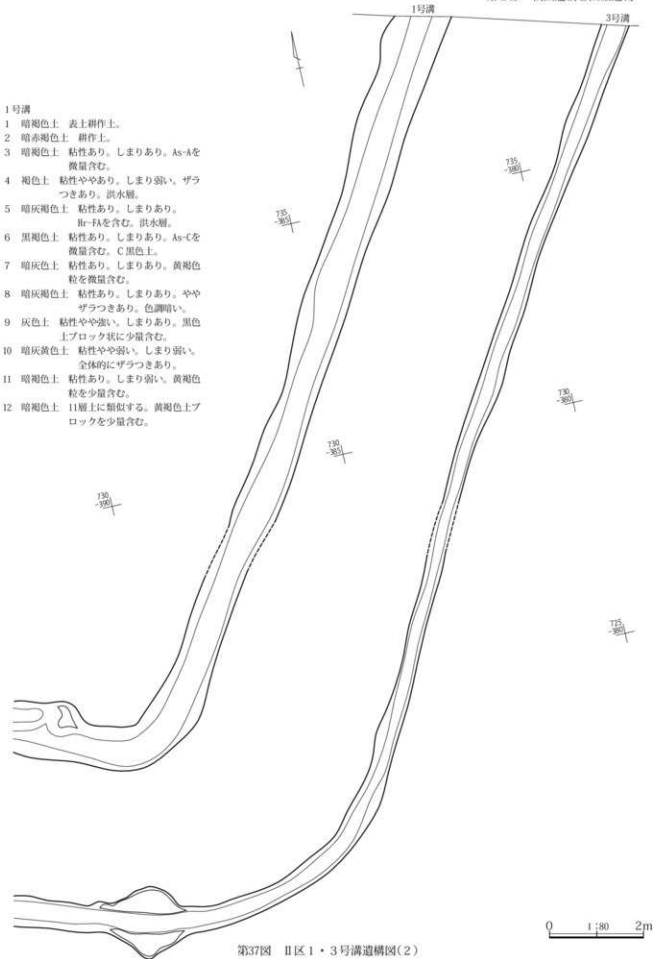 1号溝
3号溝
1号溝
1 暗褐色土 表土耕作土。
2 暗赤褐色土 耕作土。
3 暗褐色土 粘性あり。しまりあり。As-Aを
微量含む。
4 褐色土 粘性ややあり。しまり弱い。ザラ
つきあり。洪水層。
5 暗灰褐色土 粘性あり。しまりあり。
Hr-FAを含む。洪水層。
6 黒褐色土 粘性あり。しまりあり。As-Cを
微量含む。C黒色土。
7 暗灰色土 粘性あり。しまりあり。黄褐色
粒を微量含む。
8 暗灰褐色土 粘性あり。しまりあり。やや
ザラつきあり。色調暗い。
9 灰色土 粘性やや強い。しまりあり。黒色
土ブロック状に少量含む。
10 暗灰黄色土 粘性やや弱い。しまり弱い。
全体的にザラつきあり。
11 暗褐色土 粘性あり。しまり弱い。黄褐色
粒を少量含む。
12 暗褐色土 11層土に類似する。黄褐色土ブ
ロックを少量含む。
735
-380
735
-385
730
-380
730
-385
730
-390
725
-380
0 1:80 2m
第37図 Ⅱ区1・3号溝遺構図(2)